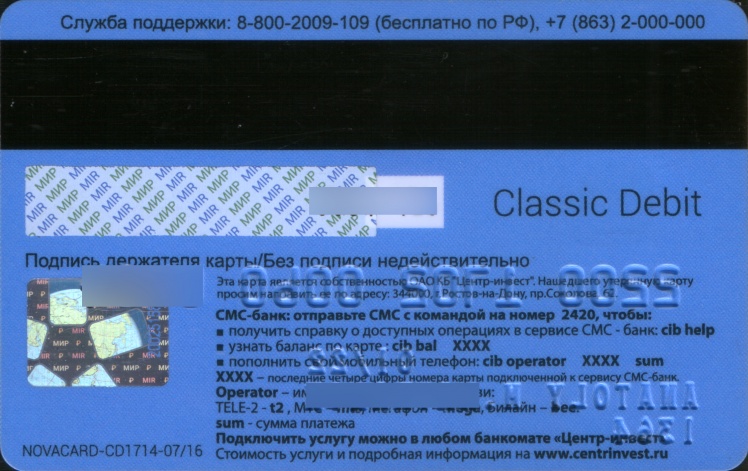 Служба поддержки: 8-800-2009-109 (бесплатно по РФ), +7 (863) 2-000-000
Classic Debit
Подпись держателя карты/Без подписи недействительно
Эта карта является собственностью ОАО КБ "Центр-инвест". Нашедшего утерянную карту
просим направить ее по адресу: 344000, г.Ростов-на-Дону, пр.Соколова, 62.
СМС-банк: отправьте СМС с командой на номер 2420, чтобы:
■ получить справку о доступных операциях в сервисе СМС - банк: cib help
■ узнать баланс по карте : cib bal XXXX
■ пополнить свой мобильный телефон: cib operator XXXX sum
XXXX – последние четыре цифры номера карты подключенной к сервису СМС-банк.
Operator –
TELE-2 - t2 , Билайн – Bee.
sum - сумма платежа
Подключить услугу можно в любом банкомате «Центр-инвест»
Стоимость услуги и подробная информация на www.centrinvest.ru
NOVACARD-CD1714-07/16